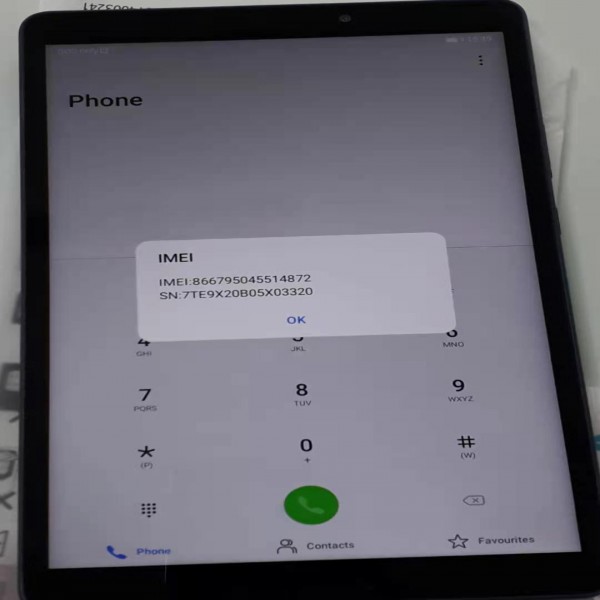 Phone
IMEI
IMEI:866795045514872
SN:7TE9X20B05X03320
OK
4
GHI
JKL
6
MNO
7
PQRS
8
TUV
9
WXYZ
*
(P)
0
+
#
(W)
Phone
Contacts
Favourites